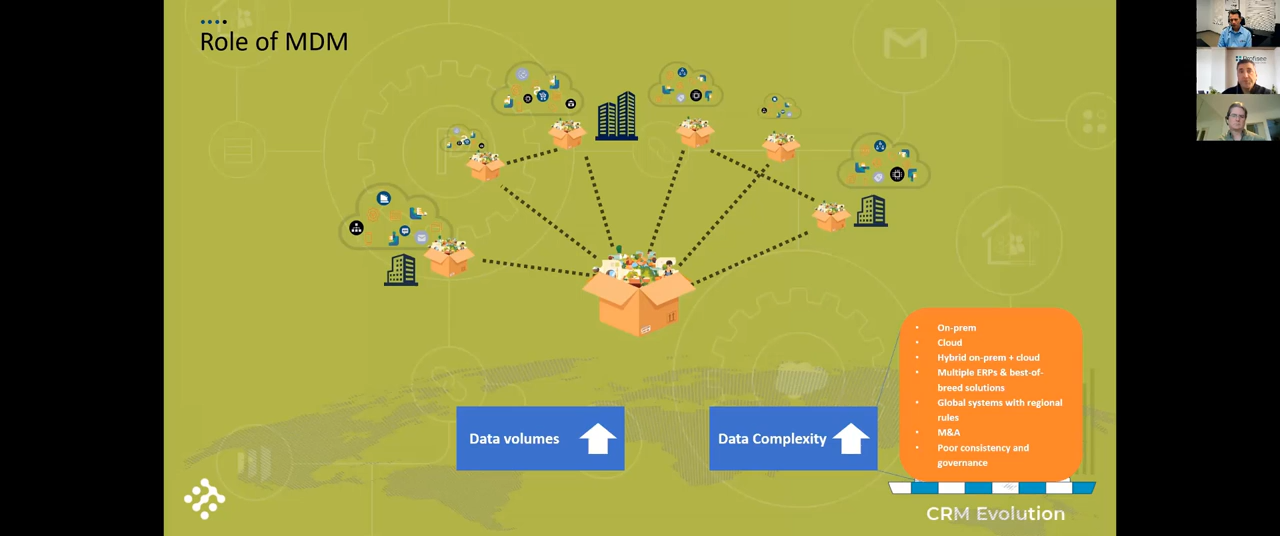 Role of MDM
Profisee
• On-prem
• Cloud
• Hybrid on-prem + cloud
• Multiple ERPs & best-of-
breed solutions
• Global systems with regional
rules
• M&A
• Poor consistency and
governance
Data volumes
Data Complexity
CRM Evolution